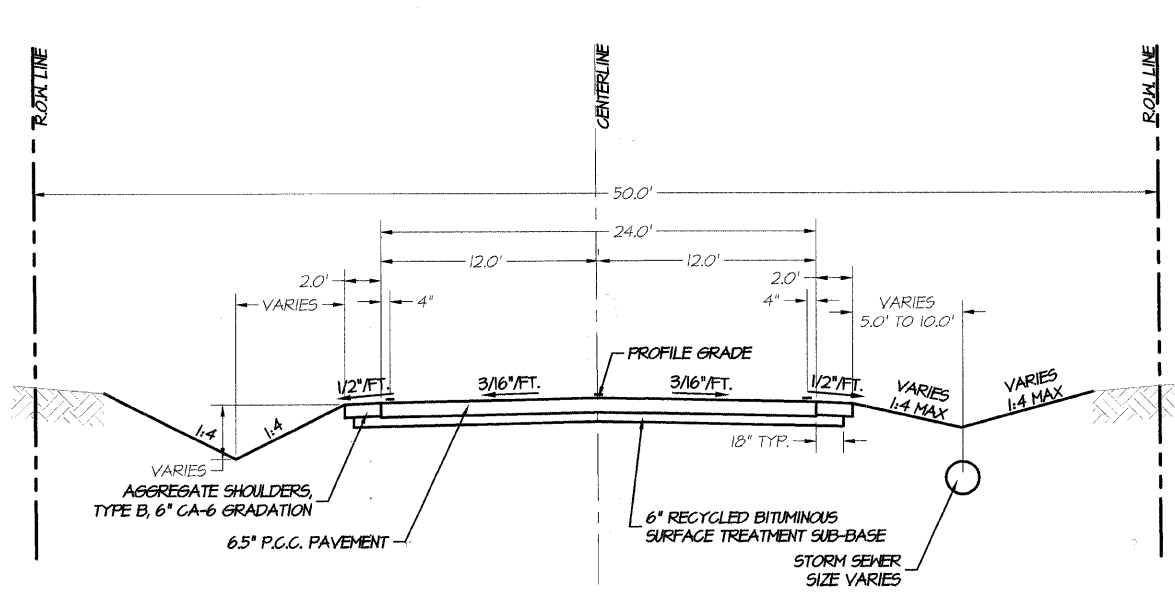 R.O.W. LINE
CENTERLINE
R.O.W. LINE
50.0'
24.0'
12.0'
12.0'
2.0'
2.0'
VARIES
4"
4"
VARIES
5.0' TO 10.0'
PROFILE GRADE
1/2"/FT.
3/16"/FT.
3/16"/FT.
1/2"/FT.
VARIES
1:4 MAX
VARIES
1:4 MAX
1:4
1:4
18" TYP.
VARIES
AGGREGATE SHOULDERS,
TYPE B, 6" CA-6 GRADATION
6.5" P.C.C. PAVEMENT
6" RECYCLED BITUMINOUS
SURFACE TREATMENT SUB-BASE
STORM SEWER
SIZE VARIES